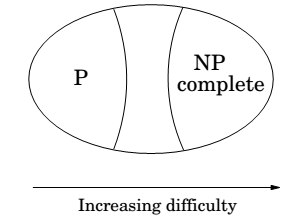 P
NP
complete
Increasing difficulty